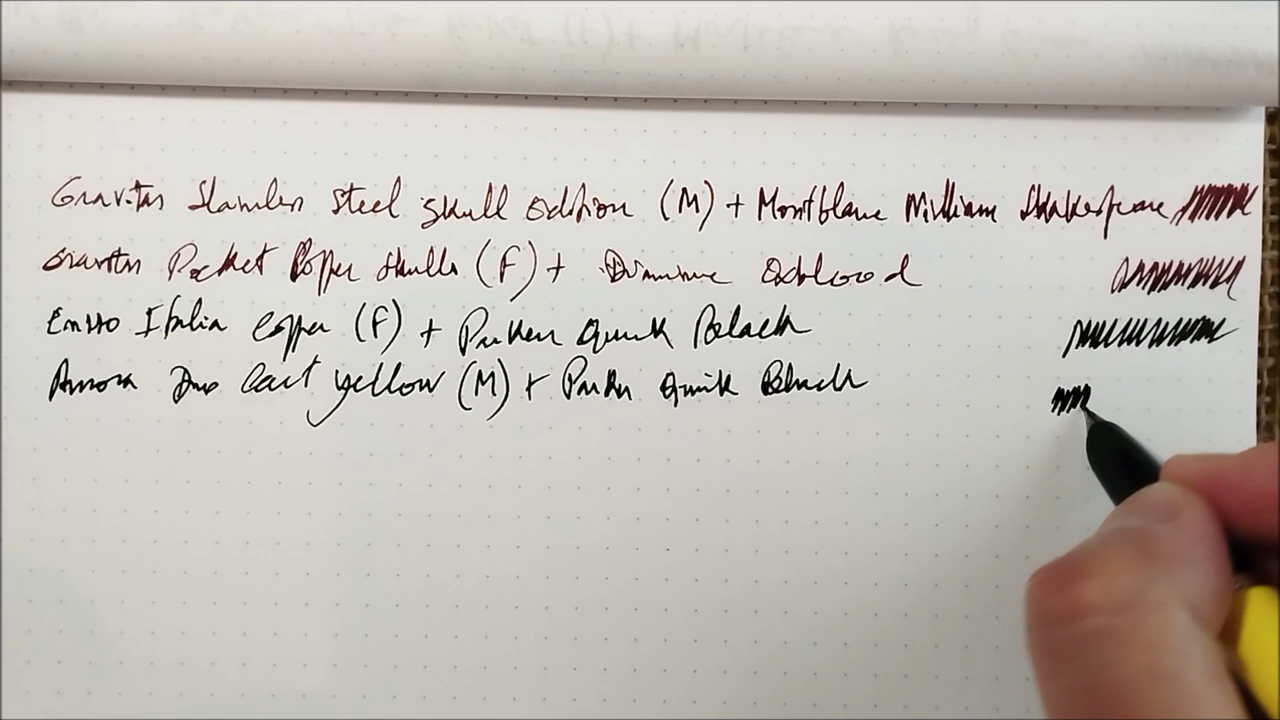 Gravitas Stainless Steel Skull edition (M) + Montblanc William Shakespeare
Gravitas Pocket Copper Skulls (F) + Diamine Oxblood
Ensso Italia Copper (F) + Parker Quink Black
Aurora Duo Cart yellow (M) + Parker Quink Black